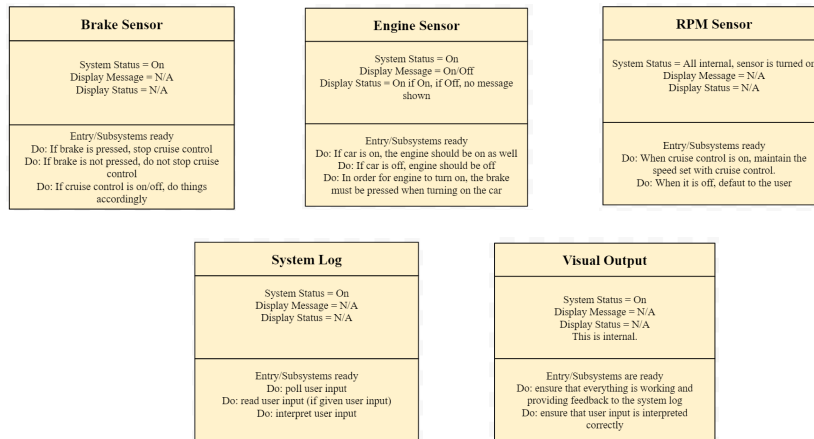 Brake Sensor
System Status = On
Display Message = N/A
Display Status = N/A
Entry/Subsystems ready
Do: If brake is pressed, stop cruise control
Do: If brake is not pressed, do not stop cruise
control
Do: If cruise control is on/off, do things
accordingly
Engine Sensor
System Status = On
Display Message = On/Off
Display Status = On if On, if Off, no message
shown
Entry/Subsystems ready
Do: If car is on, the engine should be on as well
Do: If car is off, engine should be off
Do: In order for engine to turn on, the brake
must be pressed when turning on the car
RPM Sensor
System Status = All internal, sensor is turned on
Display Message = N/A
Display Status = N/A
Entry/Subsystems ready
Do: When cruise control is on, maintain the
speed set with cruise control.
Do: When it is off, defaut to the user
System Log
System Status = On
Display Message = N/A
Display Status = N/A
Entry/Subsystems ready
Do: poll user input
Do: read user input (if given user input)
Do: interpret user input
Visual Output
System Status = On
Display Message = N/A
Display Status = N/A
This is internal.
Entry/Subsystems are ready
Do: ensure that everything is working and
providing feedback to the system log
Do: ensure that user input is interpreted
correctly